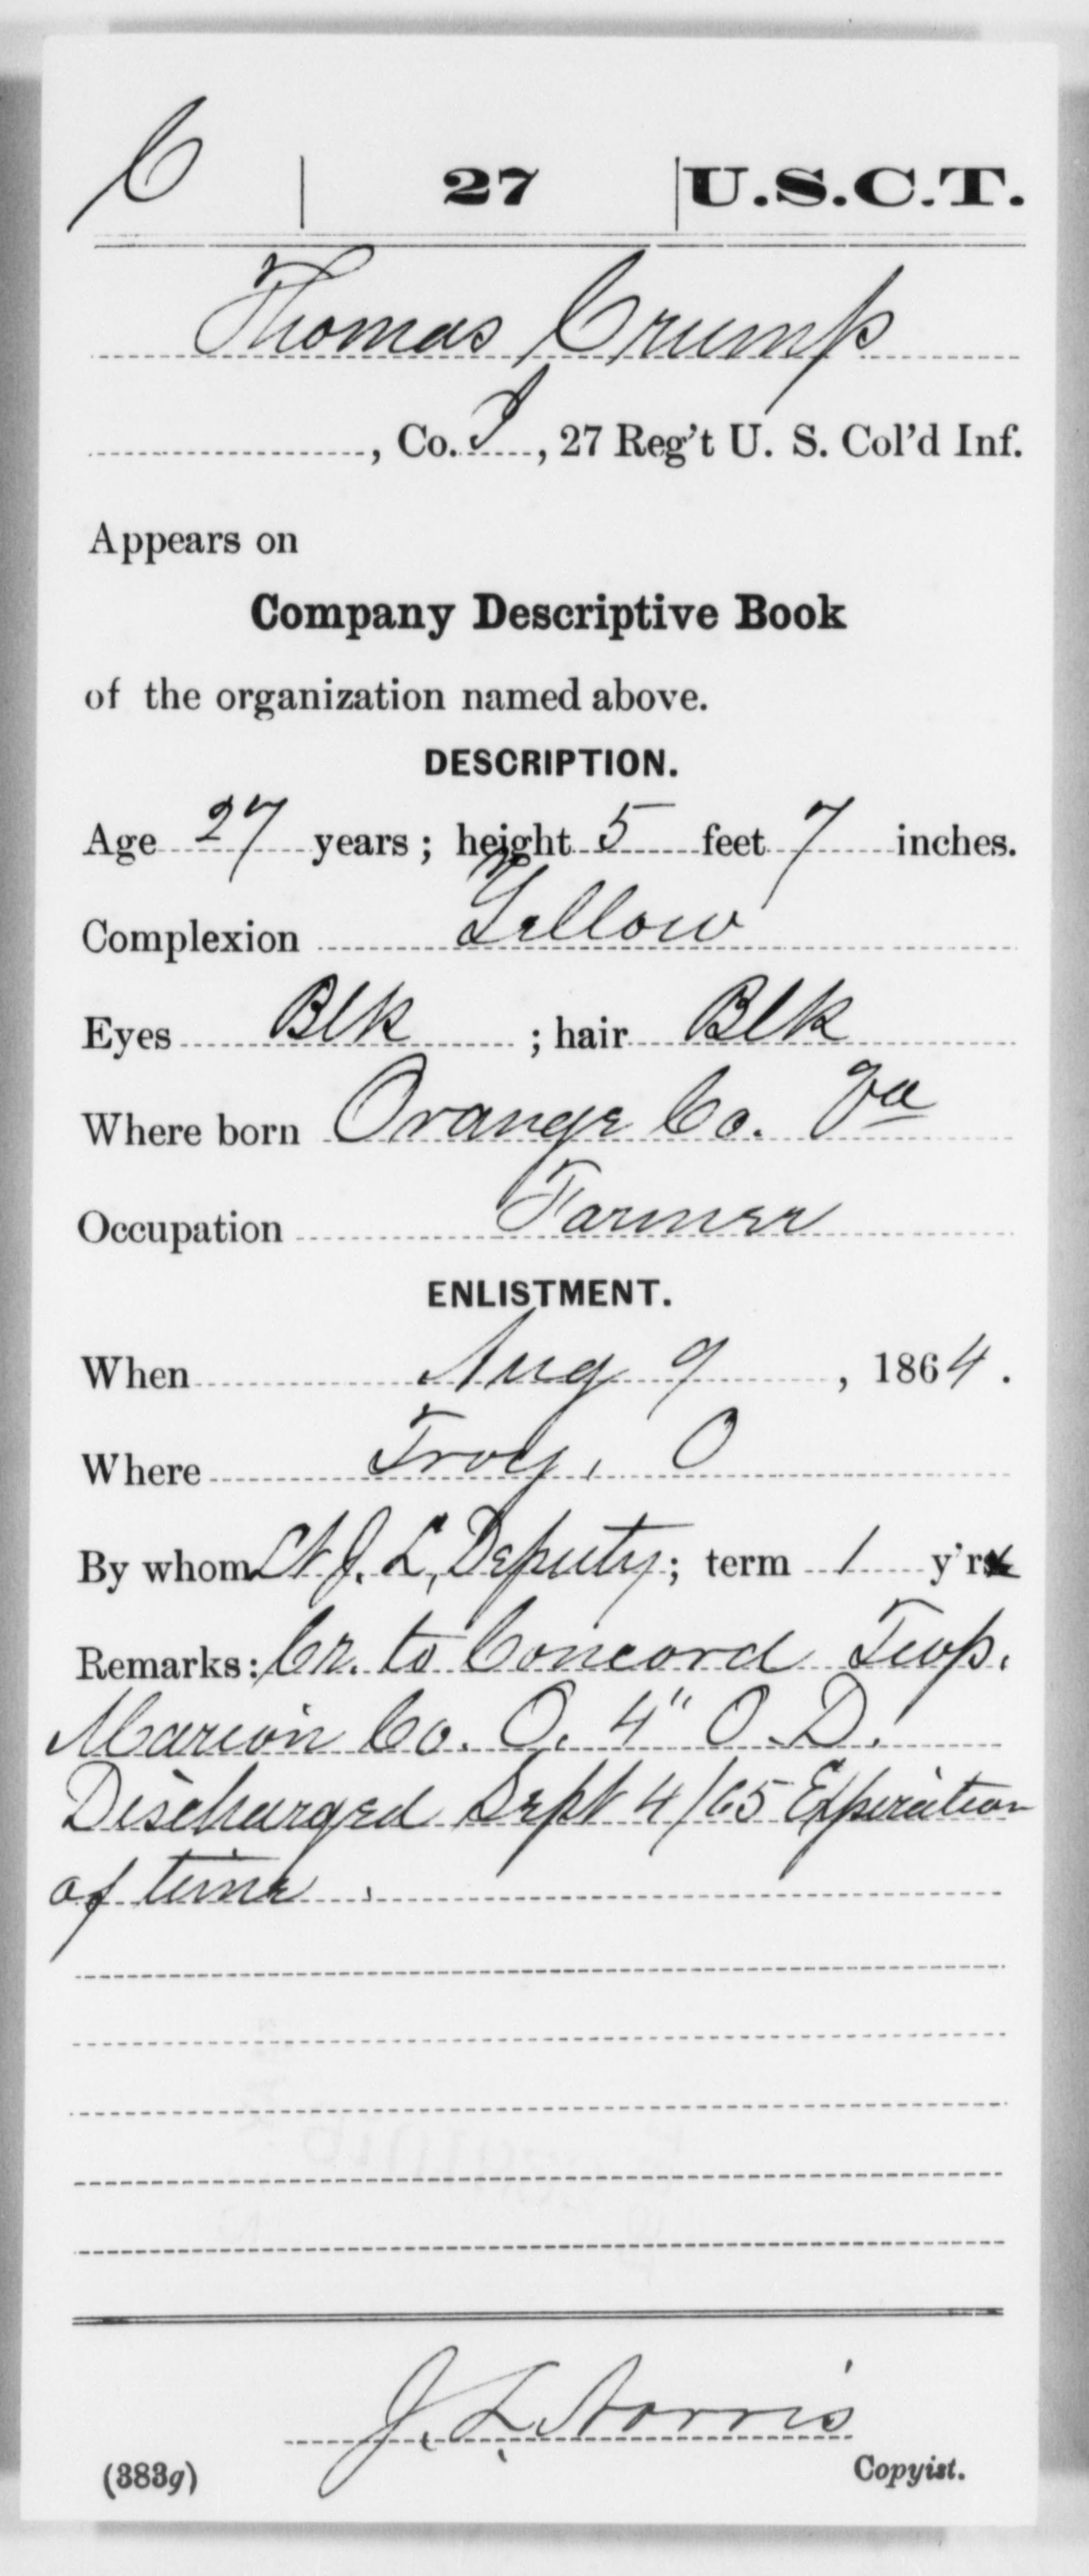 C | 27 | U.S.C.T.
Thomas Crump
, Co. I, 27 Reg't U. S. Col'd Inf.
Appears on
Company Descriptive Book
of the organization named above.
DESCRIPTION.
Age 27 years; height 5 feet 7 inches.
Complexion Yellow
Eyes Blk ; hair Blk
Where born Orange Co. Va
Occupation Farmer
ENLISTMENT.
When Aug 9, 1864.
Where Troy, O
By whom Lt J. L, Deputy; term 1 y'r
Remarks: Cr. to Concord Twp.
Marion Co. O. 4" O. D.
Discharged Sept 4/65 Expiration
of time.
J. L. Norris
(383g) Copyist.